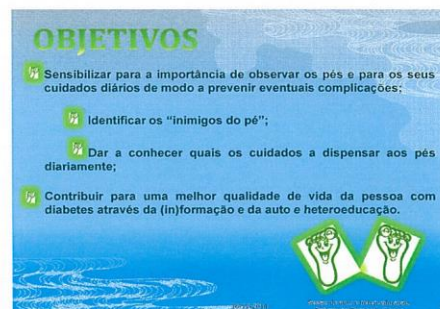 OBJETIVOS
Sensibilizar para a importância de observar os pés e para os seus
cuidados diários de modo a prevenir eventuais complicações;
Identificar os “inimigos do pé”;
Dar a conhecer quais os cuidados a dispensar aos pés
diariamente;
Contribuir para uma melhor qualidade de vida da pessoa com
diabetes através da (in)formação e da auto e heteroeducação.